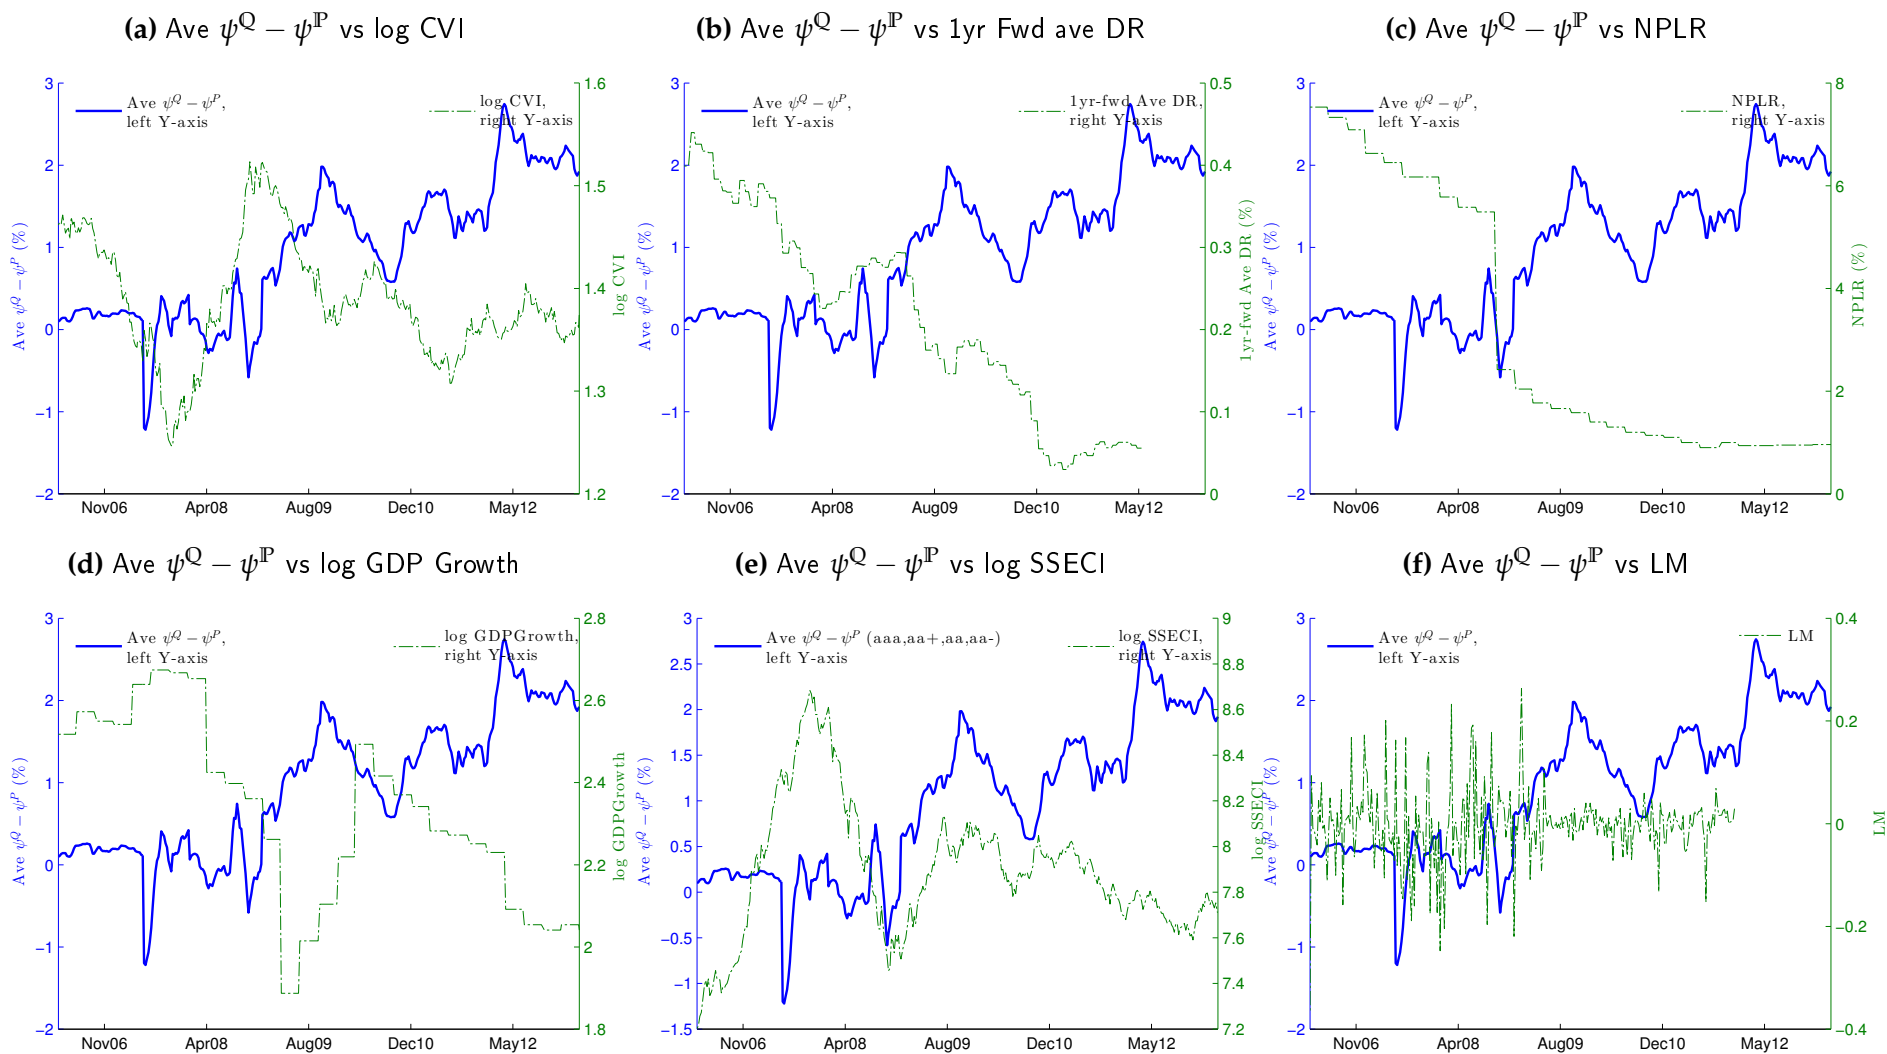 (a) Ave ψ^Q − ψ^ℙ vs log CVI
(b) Ave ψ^Q − ψ^ℙ vs 1yr Fwd ave DR
(c) Ave ψ^Q − ψ^ℙ vs NPLR
3
2
1
0
−1
−2
Ave ψ^Q − ψ^P (%)
Ave ψ^Q − ψ^P,
left Y-axis
log CVI,
right Y-axis
1.6
1.5
1.4
1.3
1.2
log CVI
Nov06 Apr08 Aug09 Dec10 May12
3
2
1
0
−1
−2
Ave ψ^Q − ψ^P (%)
Ave ψ^Q − ψ^P,
left Y-axis
1yr-fwd Ave DR,
right Y-axis
0.5
0.4
0.3
0.2
0.1
0
1yr-fwd Ave DR (%)
Nov06 Apr08 Aug09 Dec10 May12
3
2
1
0
−1
−2
Ave ψ^Q − ψ^P (%)
Ave ψ^Q − ψ^P,
left Y-axis
NPLR,
right Y-axis
8
6
4
2
0
NPLR (%)
Nov06 Apr08 Aug09 Dec10 May12
(d) Ave ψ^Q − ψ^ℙ vs log GDP Growth
(e) Ave ψ^Q − ψ^ℙ vs log SSECI
(f) Ave ψ^Q − ψ^ℙ vs LM
3
2
1
0
−1
−2
Ave ψ^Q − ψ^P (%)
Ave ψ^Q − ψ^P,
left Y-axis
log GDPGrowth,
right Y-axis
2.8
2.6
2.4
2.2
2
1.8
log GDPGrowth
Nov06 Apr08 Aug09 Dec10 May12
3
2.5
2
1.5
1
0.5
0
−0.5
−1
−1.5
Ave ψ^Q − ψ^P (%)
Ave ψ^Q − ψ^P (aaa,aa+,aa,aa-)
left Y-axis
log SSECI,
right Y-axis
9
8.8
8.6
8.4
8.2
8
7.8
7.6
7.4
7.2
log SSECI
Nov06 Apr08 Aug09 Dec10 May12
3
2
1
0
−1
−2
Ave ψ^Q − ψ^P (%)
Ave ψ^Q − ψ^P,
left Y-axis
LM
0.4
0.2
0
−0.2
−0.4
LM
Nov06 Apr08 Aug09 Dec10 May12